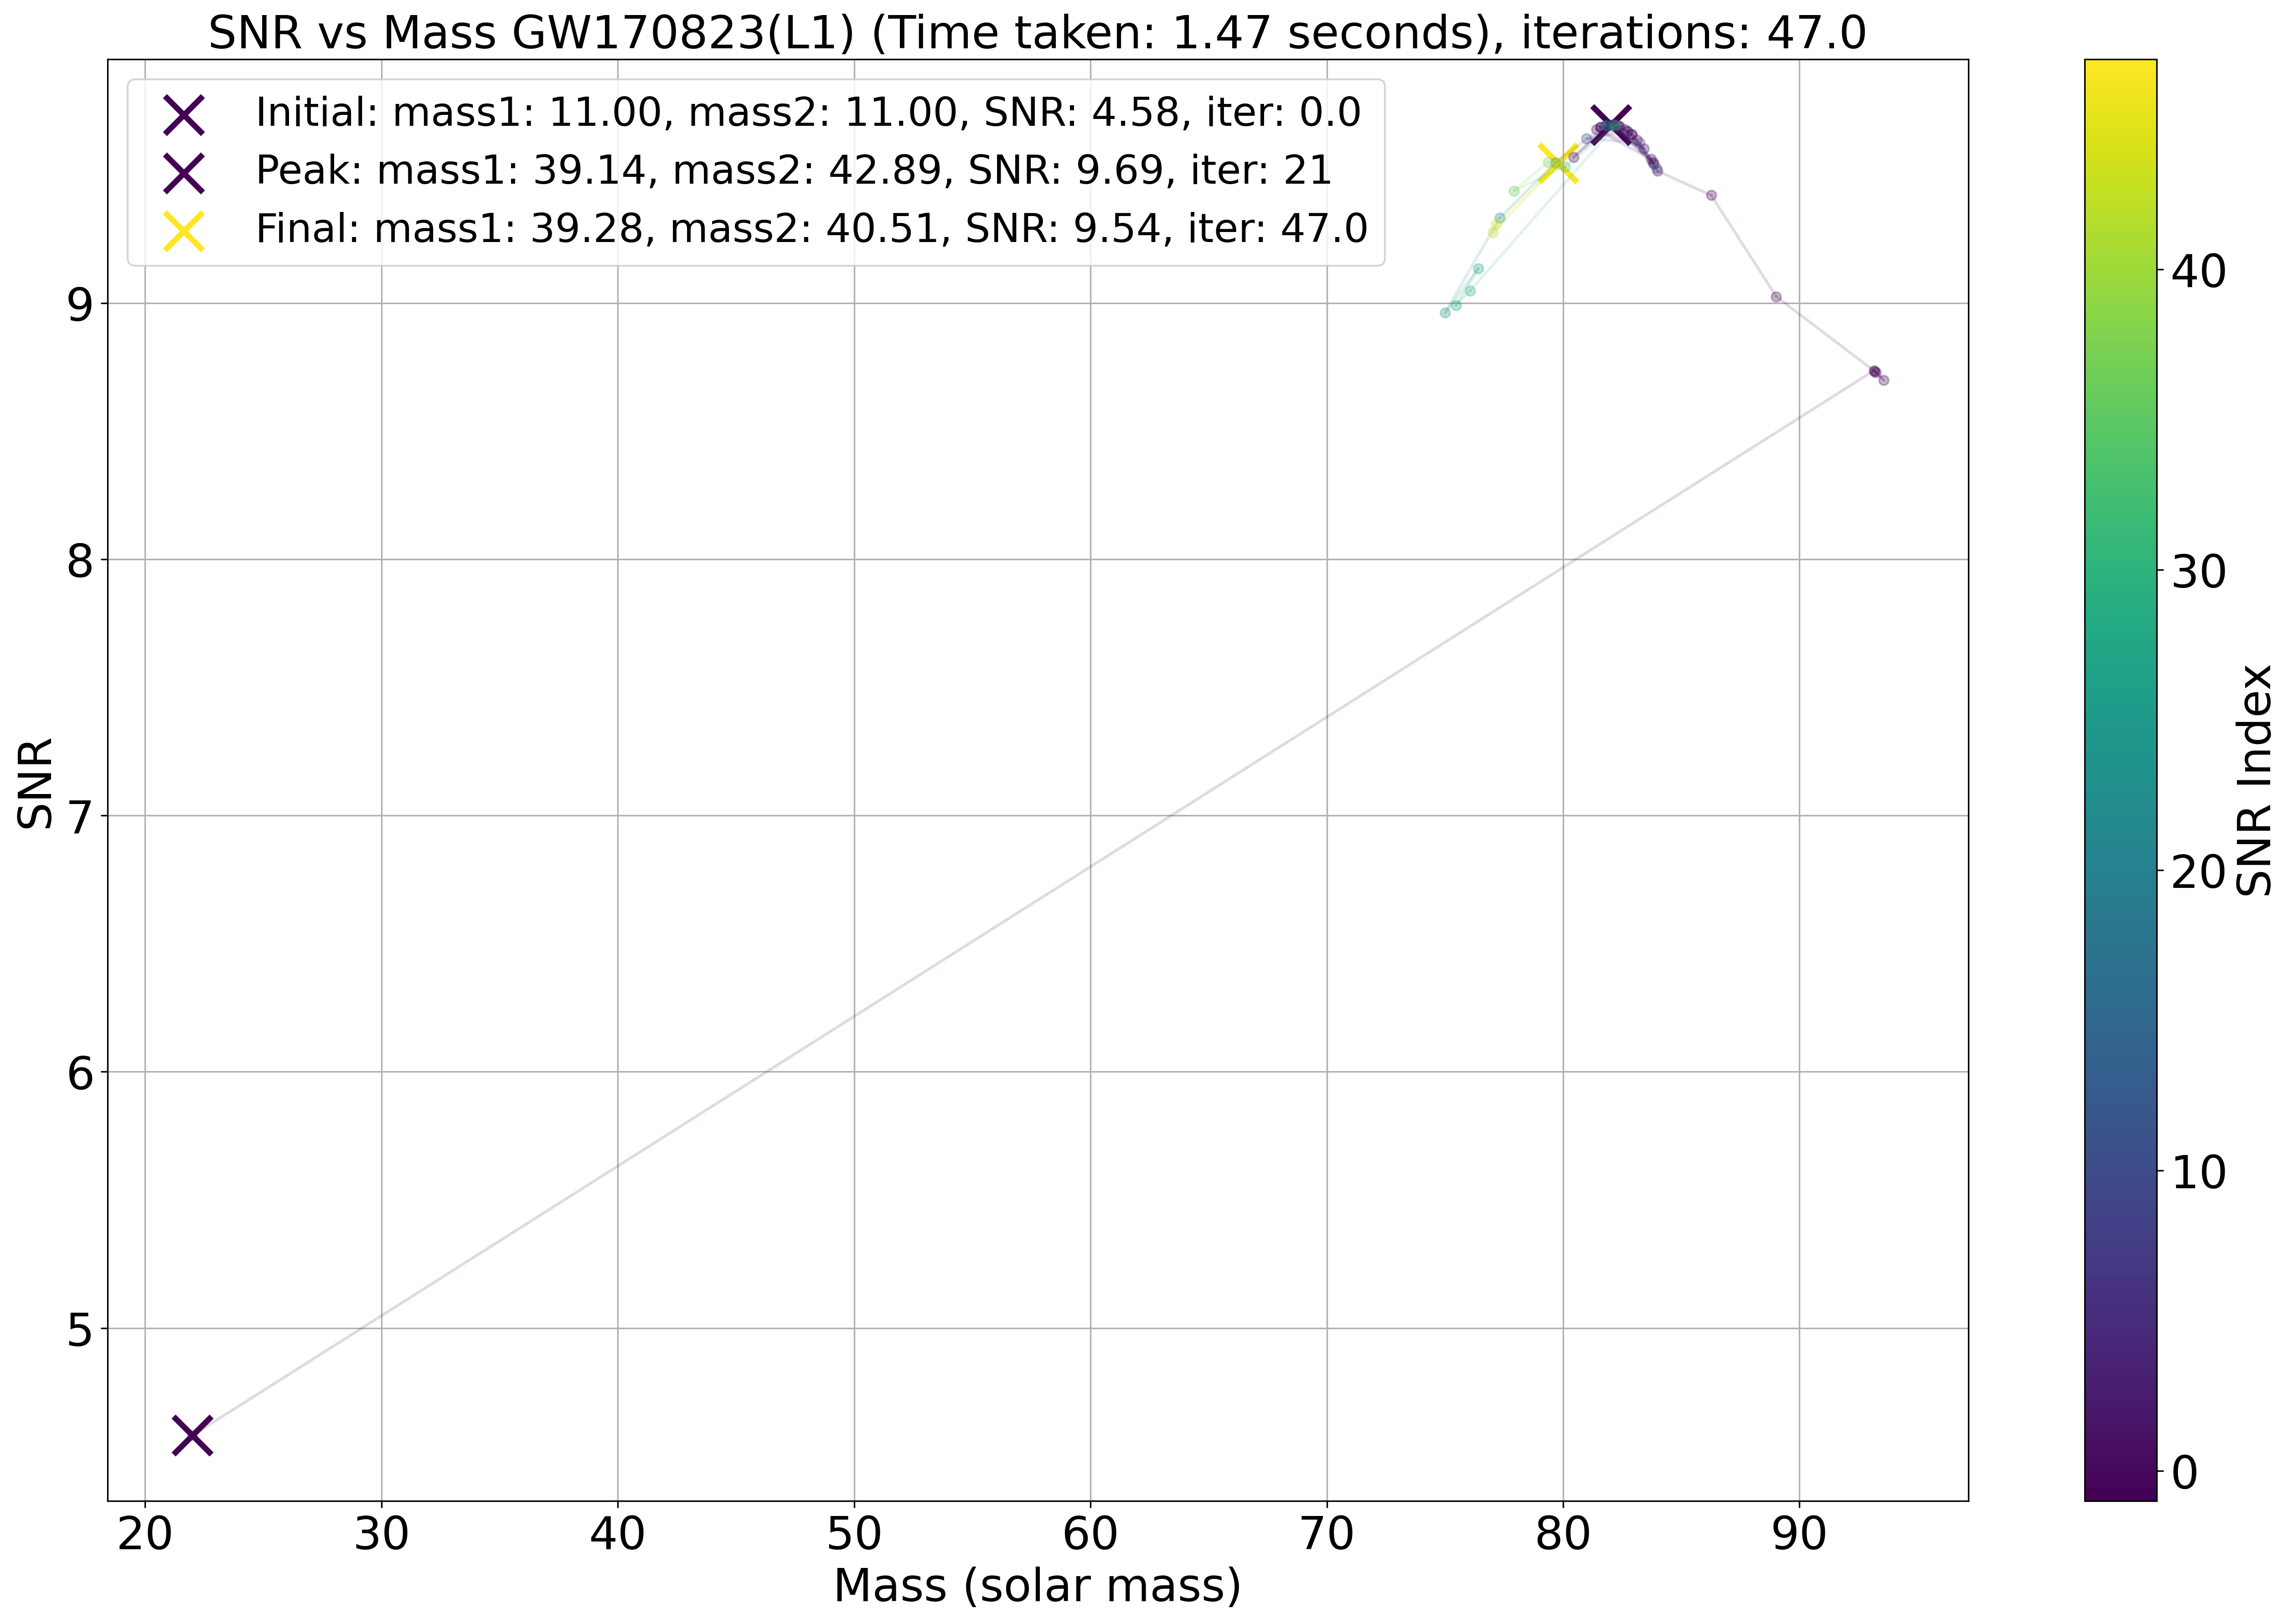 SNR vs Mass GW170823(L1) (Time taken: 1.47 seconds), iterations: 47.0
Initial: mass1: 11.00, mass2: 11.00, SNR: 4.58, iter: 0.0
Peak: mass1: 39.14, mass2: 42.89, SNR: 9.69, iter: 21
Final: mass1: 39.28, mass2: 40.51, SNR: 9.54, iter: 47.0
SNR
9
8
7
6
5
20 30 40 50 60 70 80 90
Mass (solar mass)
40
30
20
10
0
SNR Index